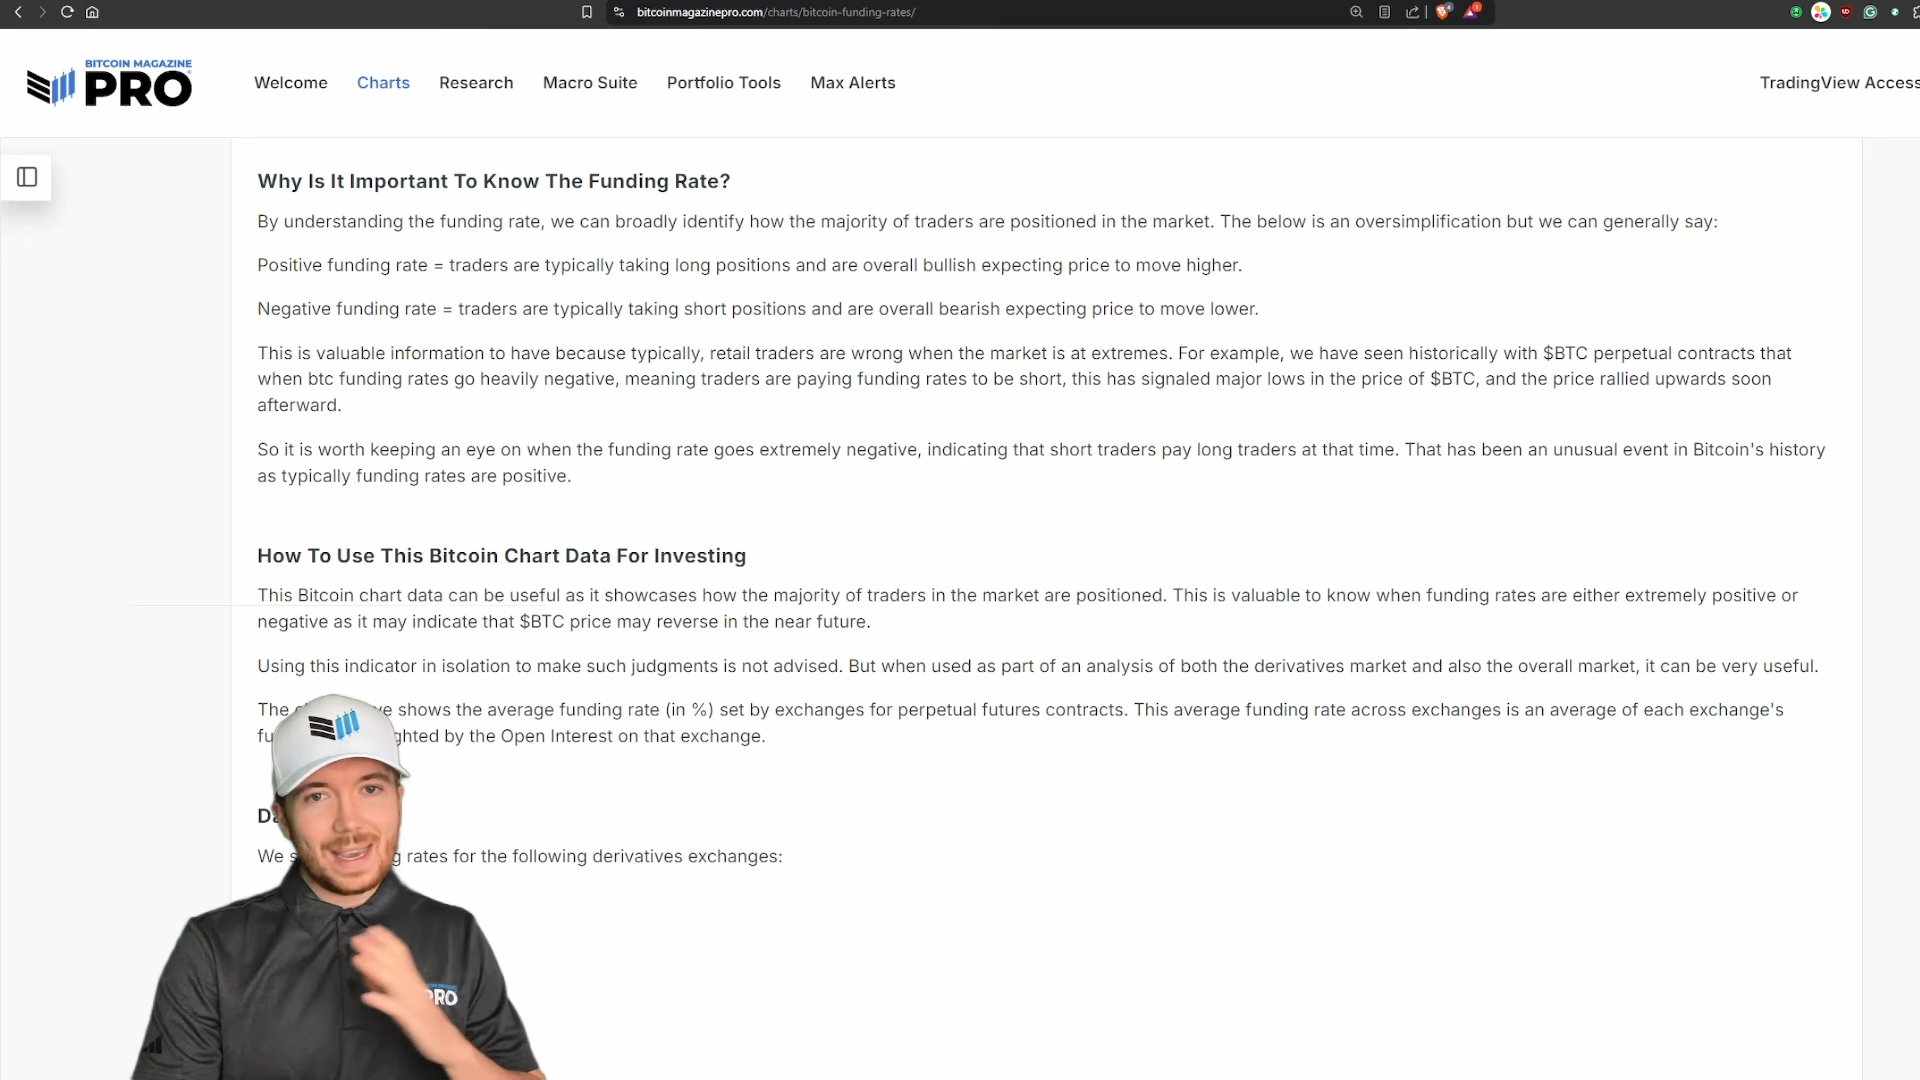 bitcoinmagazinepro.com/charts/bitcoin-funding-rates/
BITCOIN MAGAZINE
PRO
Welcome Charts Research Macro Suite Portfolio Tools Max Alerts TradingView Access
Why Is It Important To Know The Funding Rate?
By understanding the funding rate, we can broadly identify how the majority of traders are positioned in the market. The below is an oversimplification but we can generally say:
Positive funding rate = traders are typically taking long positions and are overall bullish expecting price to move higher.
Negative funding rate = traders are typically taking short positions and are overall bearish expecting price to move lower.
This is valuable information to have because typically, retail traders are wrong when the market is at extremes. For example, we have seen historically with $BTC perpetual contracts that
when btc funding rates go heavily negative, meaning traders are paying funding rates to be short, this has signaled major lows in the price of $BTC, and the price rallied upwards soon
afterward.
So it is worth keeping an eye on when the funding rate goes extremely negative, indicating that short traders pay long traders at that time. That has been an unusual event in Bitcoin's history
as typically funding rates are positive.
How To Use This Bitcoin Chart Data For Investing
This Bitcoin chart data can be useful as it showcases how the majority of traders in the market are positioned. This is valuable to know when funding rates are either extremely positive or
negative as it may indicate that $BTC price may reverse in the near future.
Using this indicator in isolation to make such judgments is not advised. But when used as part of an analysis of both the derivatives market and also the overall market, it can be very useful.
The shows the average funding rate (in %) set by exchanges for perpetual futures contracts. This average funding rate across exchanges is an average of each exchange's
by the Open Interest on that exchange.
We rates for the following derivatives exchanges:
PRO